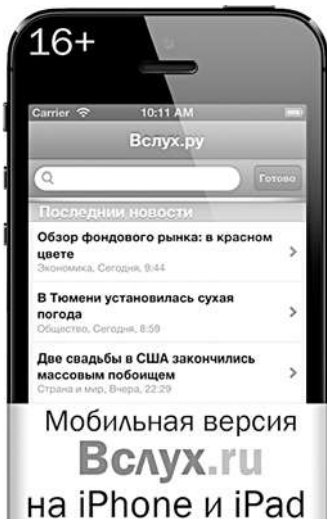 16+
Carrier 10:11 AM
Вслух.ру
Готово
Последнии новости
Обзор фондового рынка: в красном
цвете
Экономика, Сегодня, 9:44
В Тюмени установилась сухая
погода
Общество, Сегодня, 8:59
Две свадьбы в США закончились
массовым побоищем
Страна и мир, Вчера, 22:29
Мобильная версия
Вслух.ru
на iPhone и iPad